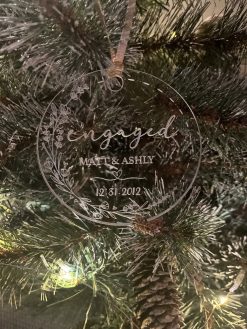 engaged
MATT & ASHLY
12.31.2012